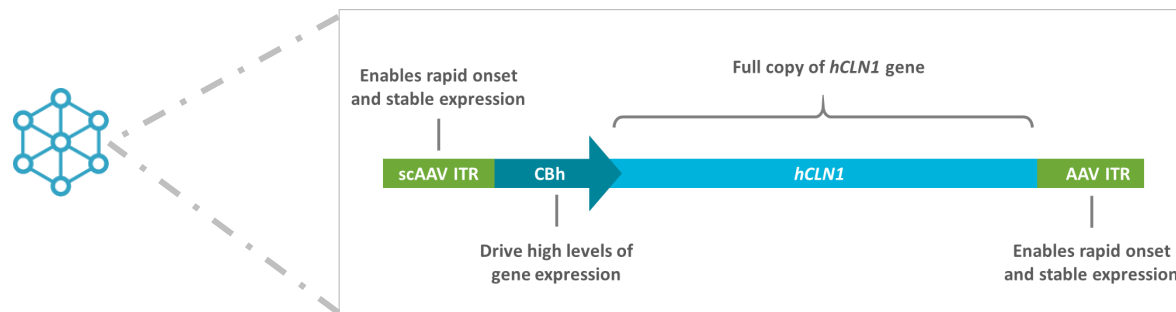 Enables rapid onset
and stable expression
Full copy of hCLN1 gene
scAAV ITR
CBh
hCLN1
AAV ITR
Drive high levels of
gene expression
Enables rapid onset
and stable expression